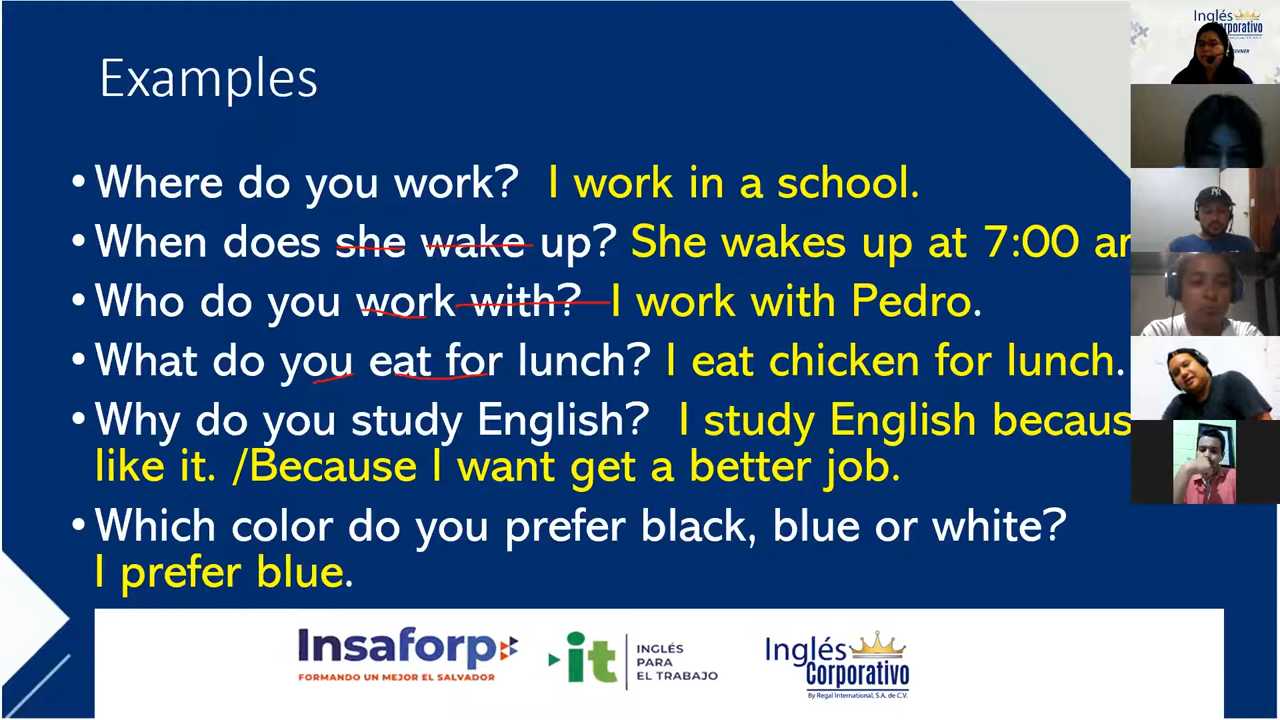 Examples
• Where do you work? I work in a school.
• When does she wake up? She wakes up at 7:00
• Who do you work with? I work with Pedro.
• What do you eat for lunch? I eat chicken for lunch.
• Why do you study English? I study English
like it. /Because I want get a better job.
• Which color do you prefer black, blue or white?
I prefer blue.
Insaforp
FORMANDO UN MEJOR EL SALVADOR
it
INGLÉS
PARA
EL TRABAJO
Inglés
Corporativo
By Regal International, S.A. de C.V.
Inglés
Corporativo